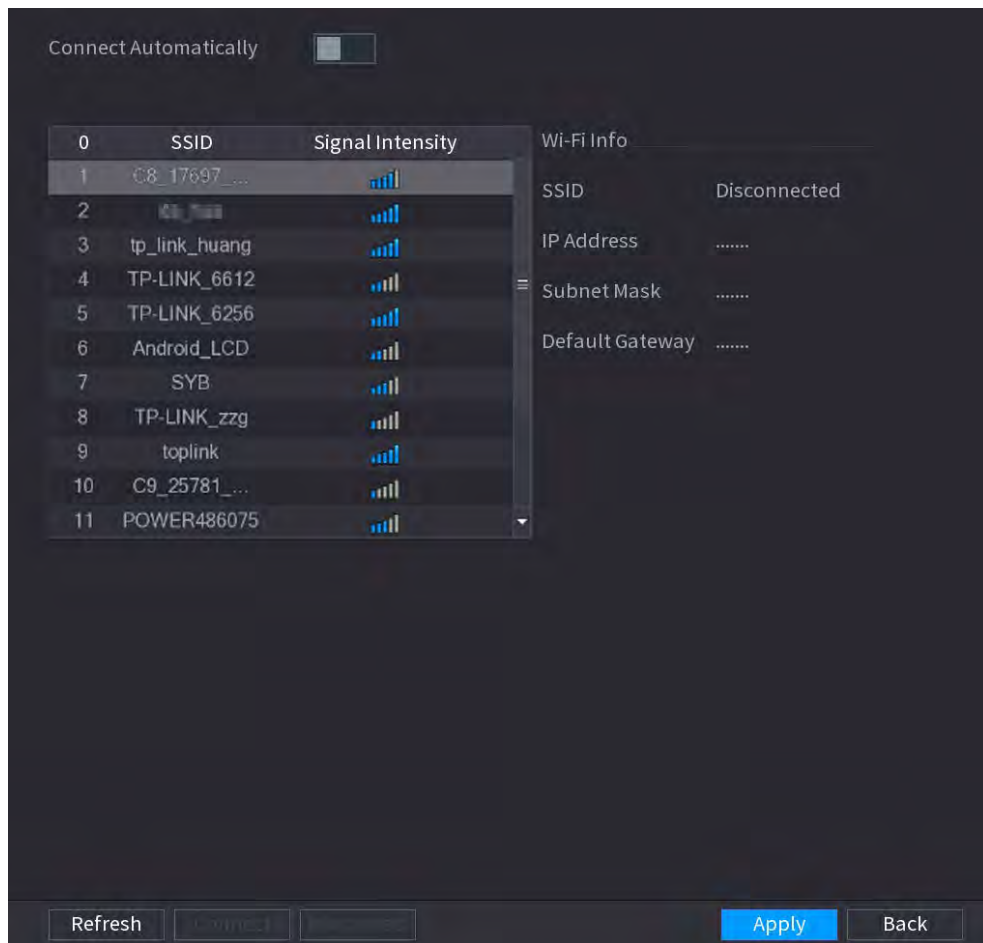 Connect Automatically
0 SSID Signal Intensity
1 C8_17697_...
2
3 tp_link_huang
4 TP-LINK_6612
5 TP-LINK_6256
6 Android_LCD
7 SYB
8 TP-LINK_zzg
9 toplink
10 C9_25781_...
11 POWER486075
Wi-Fi Info
SSID Disconnected
IP Address .......
Subnet Mask .......
Default Gateway .......
Refresh Connect Apply Back